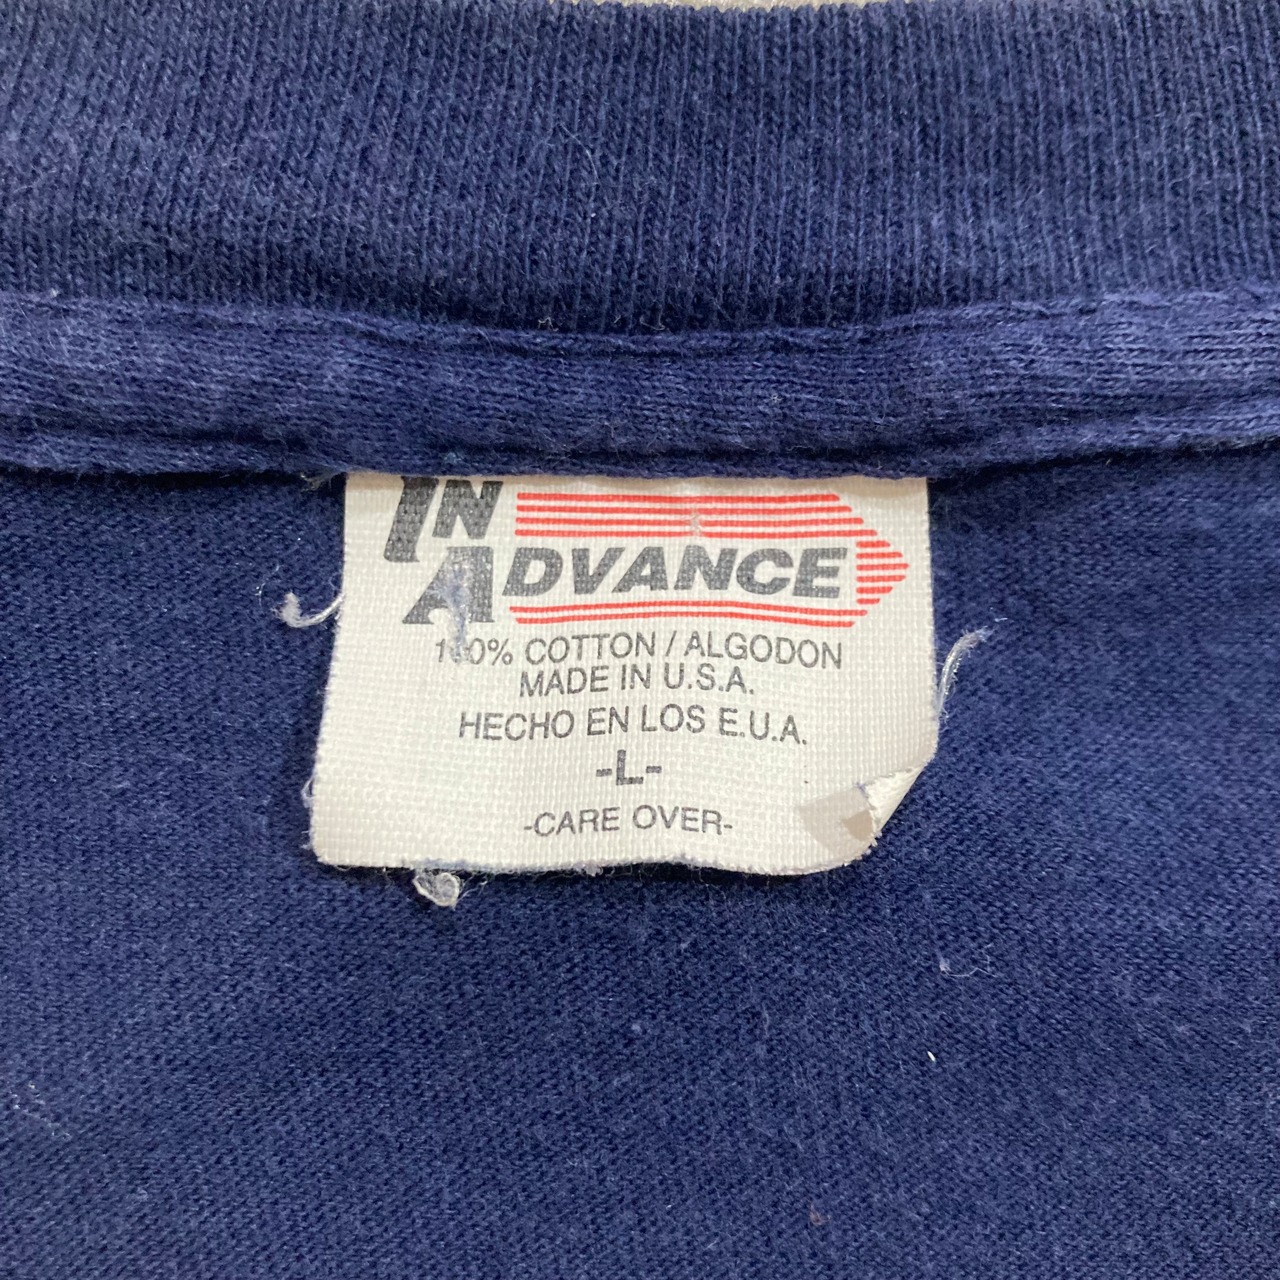 IN
ADVANCE
100% COTTON / ALGODON
MADE IN U.S.A.
HECHO EN LOS E.U.A.
-L-
-CARE OVER-